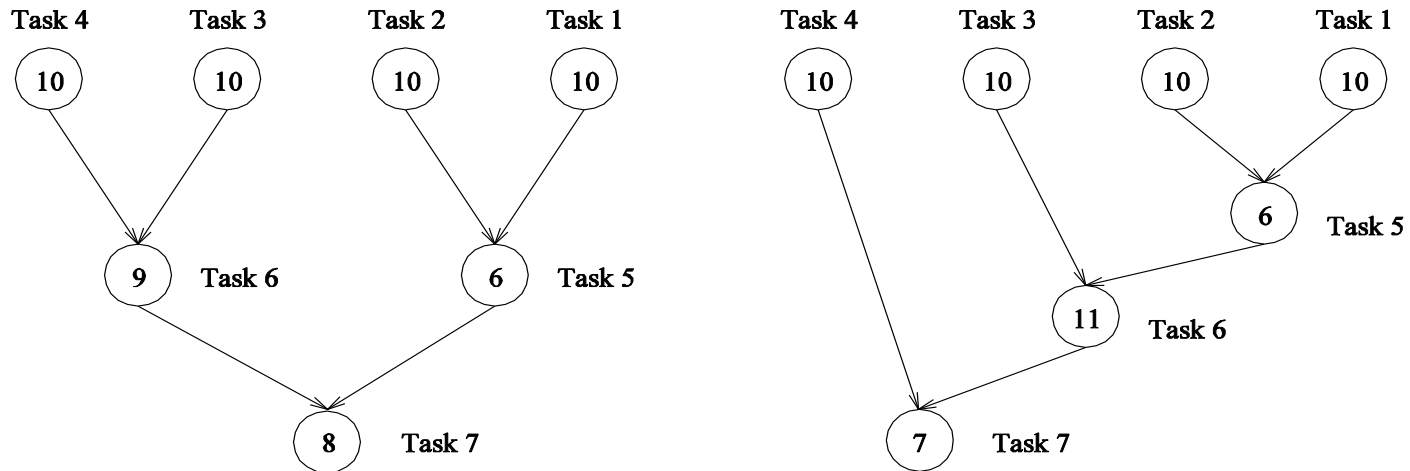 Task 4 Task 3 Task 2 Task 1
10 10 10 10
9 Task 6 6 Task 5
8 Task 7
Task 4 Task 3 Task 2 Task 1
10 10 10 10
6 Task 5
11 Task 6
7 Task 7